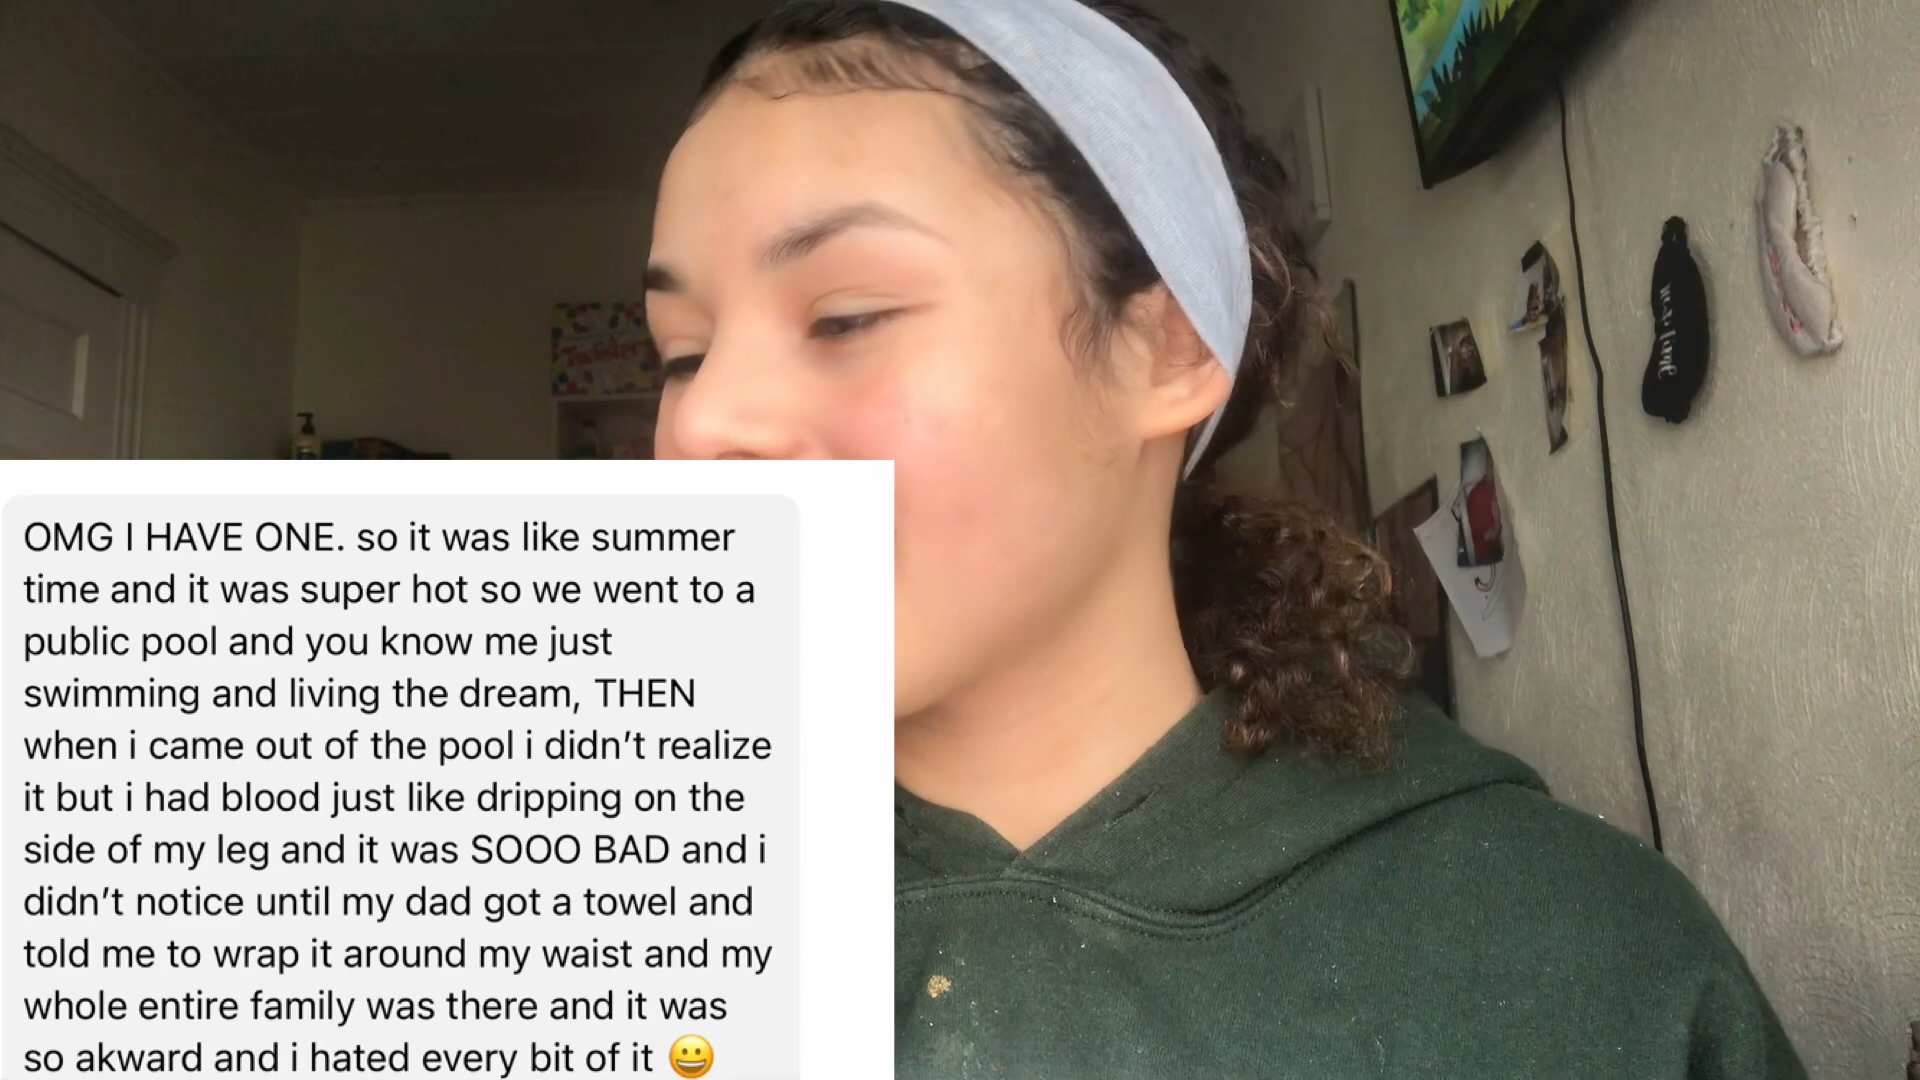 Twister
OMG I HAVE ONE. so it was like summer
time and it was super hot so we went to a
public pool and you know me just
swimming and living the dream, THEN
when i came out of the pool i didn’t realize
it but i had blood just like dripping on the
side of my leg and it was SOOO BAD and i
didn’t notice until my dad got a towel and
told me to wrap it around my waist and my
whole entire family was there and it was
so akward and i hated every bit of it 😀